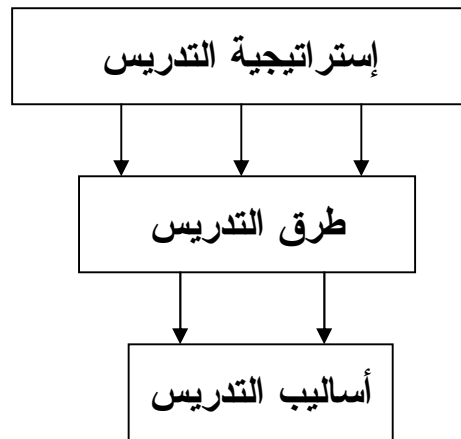 إستراتيجية التدريس
طرق التدريس
أساليب التدريس